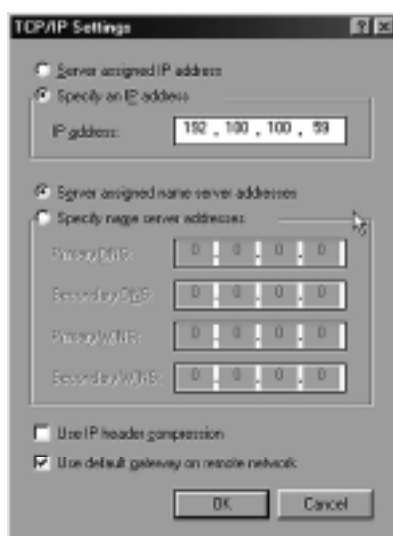 TCP/IP Settings
Server assigned IP address
Specify an IP address
IP address: 192 . 100 . 100 . 59
Server assigned name server addresses
Specify name server addresses
Primary DNS: 0 . 0 . 0 . 0
Secondary DNS: 0 . 0 . 0 . 0
Primary WINS: 0 . 0 . 0 . 0
Secondary WINS: 0 . 0 . 0 . 0
Use IP header compression
Use default gateway on remote network
OK Cancel